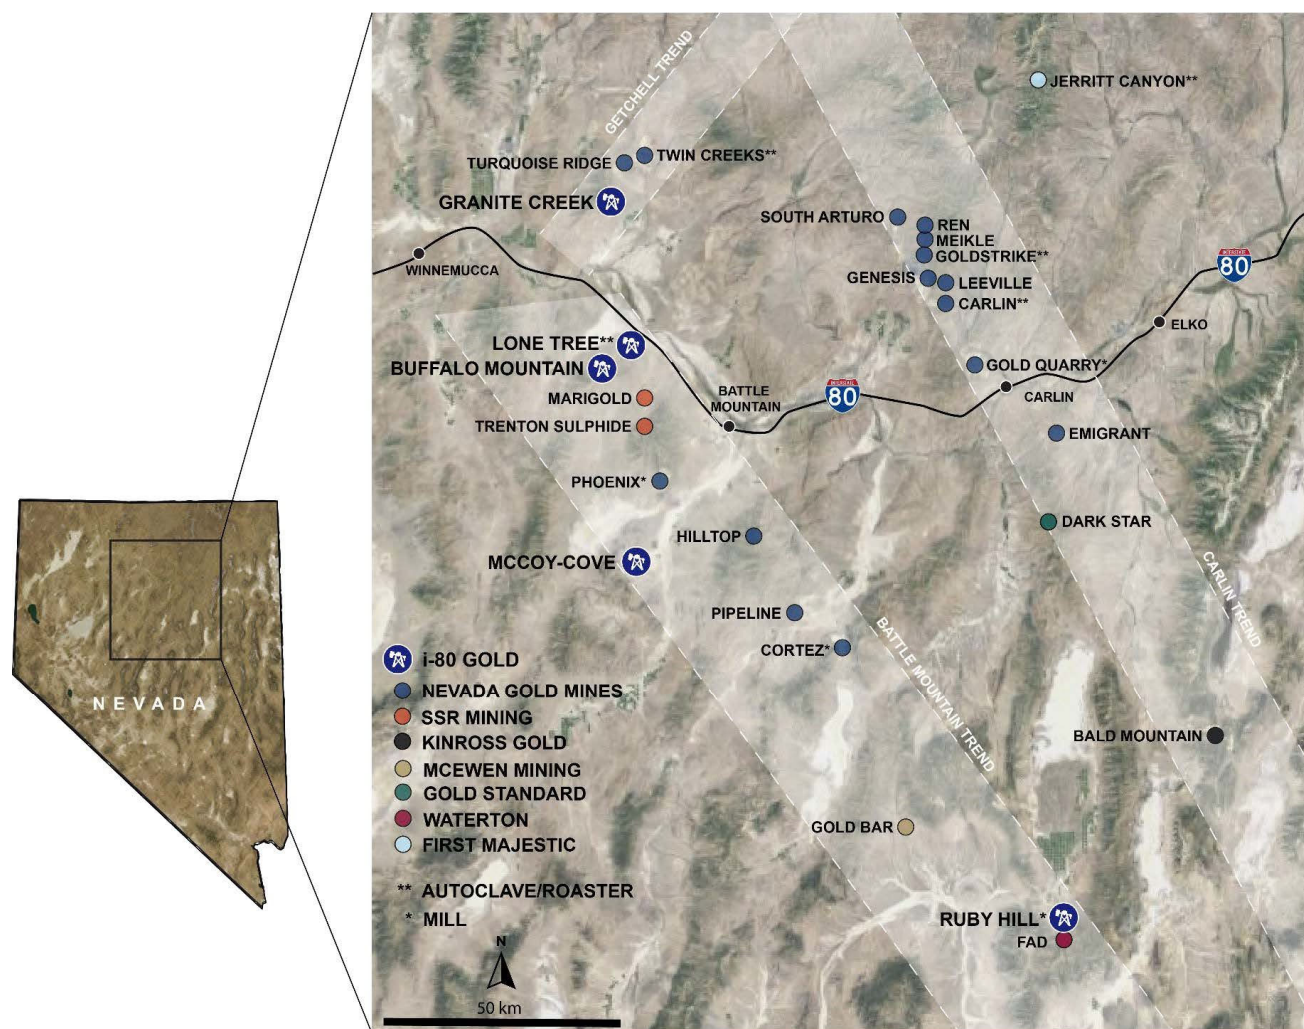 GETCHELL TREND
JERRITT CANYON**
TWIN CREEKS**
TURQUOISE RIDGE
GRANITE CREEK
SOUTH ARTURO
REN
MEIKLE
GOLDSTRIKE**
GENESIS
LEEVILLE
CARLIN**
WINNEMUCCA
INTERSTATE
80
ELKO
LONE TREE**
BUFFALO MOUNTAIN
GOLD QUARRY*
CARLIN
INTERSTATE
80
BATTLE
MOUNTAIN
MARIGOLD
TRENTON SULPHIDE
EMIGRANT
PHOENIX*
DARK STAR
HILLTOP
MCCOY-COVE
CARLIN TREND
PIPELINE
CORTEZ*
BATTLE MOUNTAIN TREND
NEVADA
BALD MOUNTAIN
GOLD BAR
RUBY HILL*
FAD
i-80 GOLD
NEVADA GOLD MINES
SSR MINING
KINROSS GOLD
MCEWEN MINING
GOLD STANDARD
WATERTON
FIRST MAJESTIC
** AUTOCLAVE/ROASTER
* MILL
N
50 km